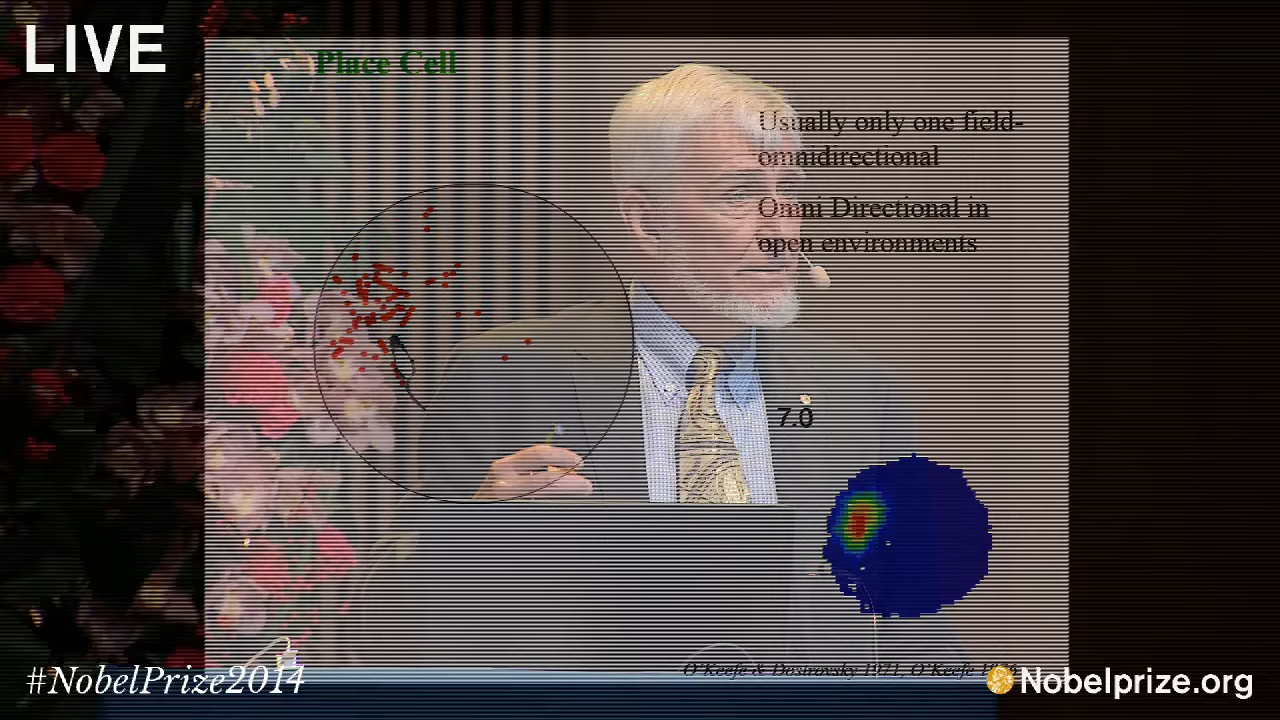 LIVE
Place Cell
Usually only one field-
omnidirectional
Omni Directional in
open environments
7.0
O'Keefe & Dostrovsky 1971, O'Keefe
#NobelPrize2014
Nobelprize.org